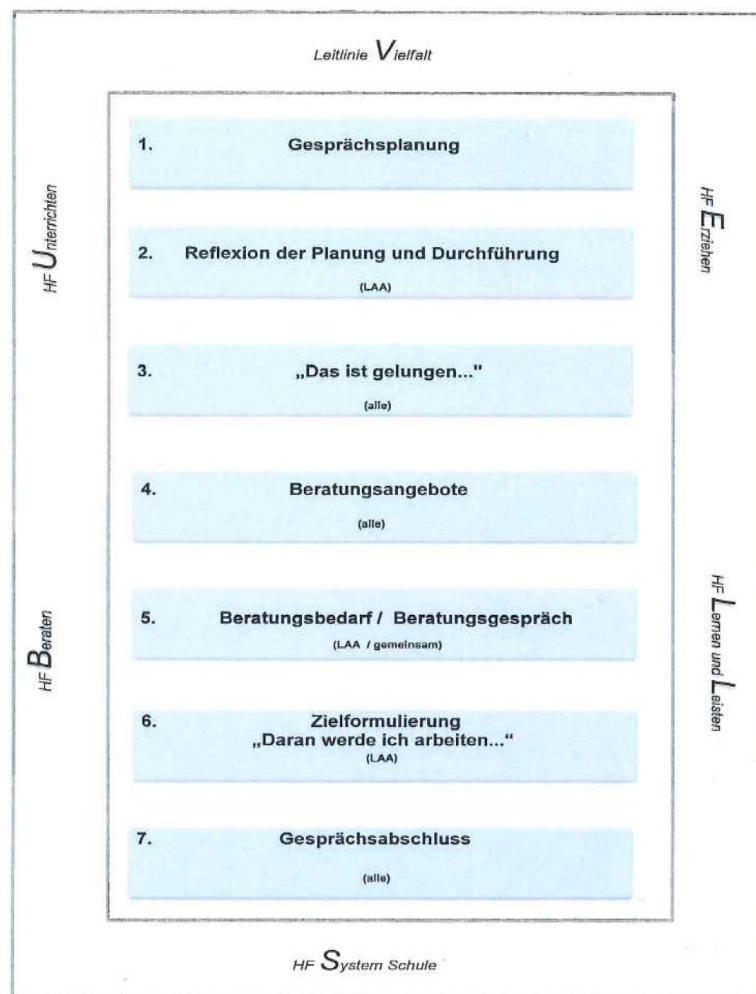 Leitlinie Vielfalt
HF Unterrichten
HF Erziehen
1. Gesprächsplanung
2. Reflexion der Planung und Durchführung
(LAA)
3. „Das ist gelungen..."
(alle)
4. Beratungsangebote
(alle)
5. Beratungsbedarf / Beratungsgespräch
(LAA / gemeinsam)
6. Zielformulierung
„Daran werde ich arbeiten...“
(LAA)
7. Gesprächsabschluss
(alle)
HF Beraten
HF Lernen und Leisten
HF System Schule